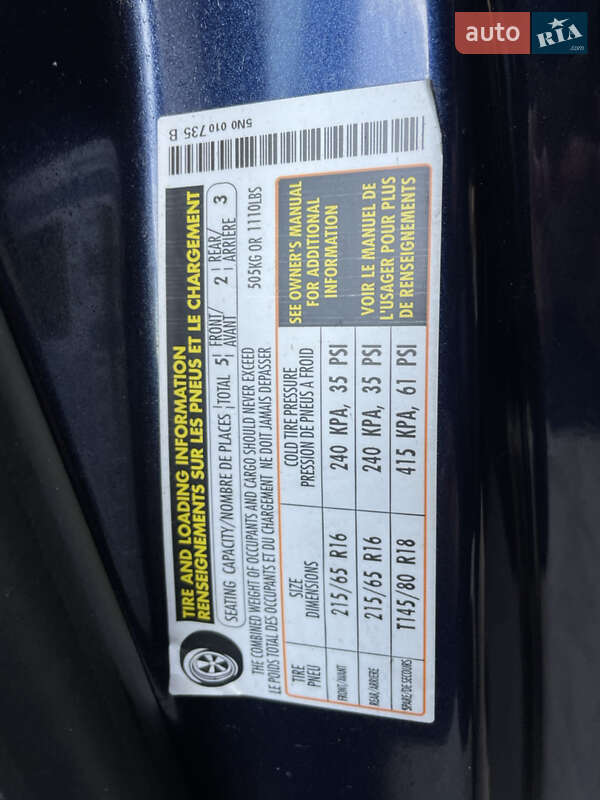 auto RIA.com
5N0 010 735 B
TIRE AND LOADING INFORMATION
RENSEIGNEMENTS SUR LES PNEUS ET LE CHARGEMENT
SEATING CAPACITY/NOMBRE DE PLACES TOTAL 5 FRONT/AVANT 2 REAR/ARRIÈRE 3
THE COMBINED WEIGHT OF OCCUPANTS AND CARGO SHOULD NEVER EXCEED 505KG OR 1110LBS
LE POIDS TOTAL DES OCCUPANTS ET DU CHARGEMENT NE DOIT JAMAIS DEPASSER
TIRE SIZE COLD TIRE PRESSURE
PNEU DIMENSIONS PRESSION DE PNEUS A FROID
FRONT/AVANT 215/65 R16 240 KPA, 35 PSI
REAR/ARRIERE 215/65 R16 240 KPA, 35 PSI
SPARE/DE SECOURS T145/80 R18 415 KPA, 61 PSI
SEE OWNER'S MANUAL
FOR ADDITIONAL
INFORMATION
VOIR LE MANUEL DE
L'USAGER POUR PLUS
DE RENSEIGNEMENTS